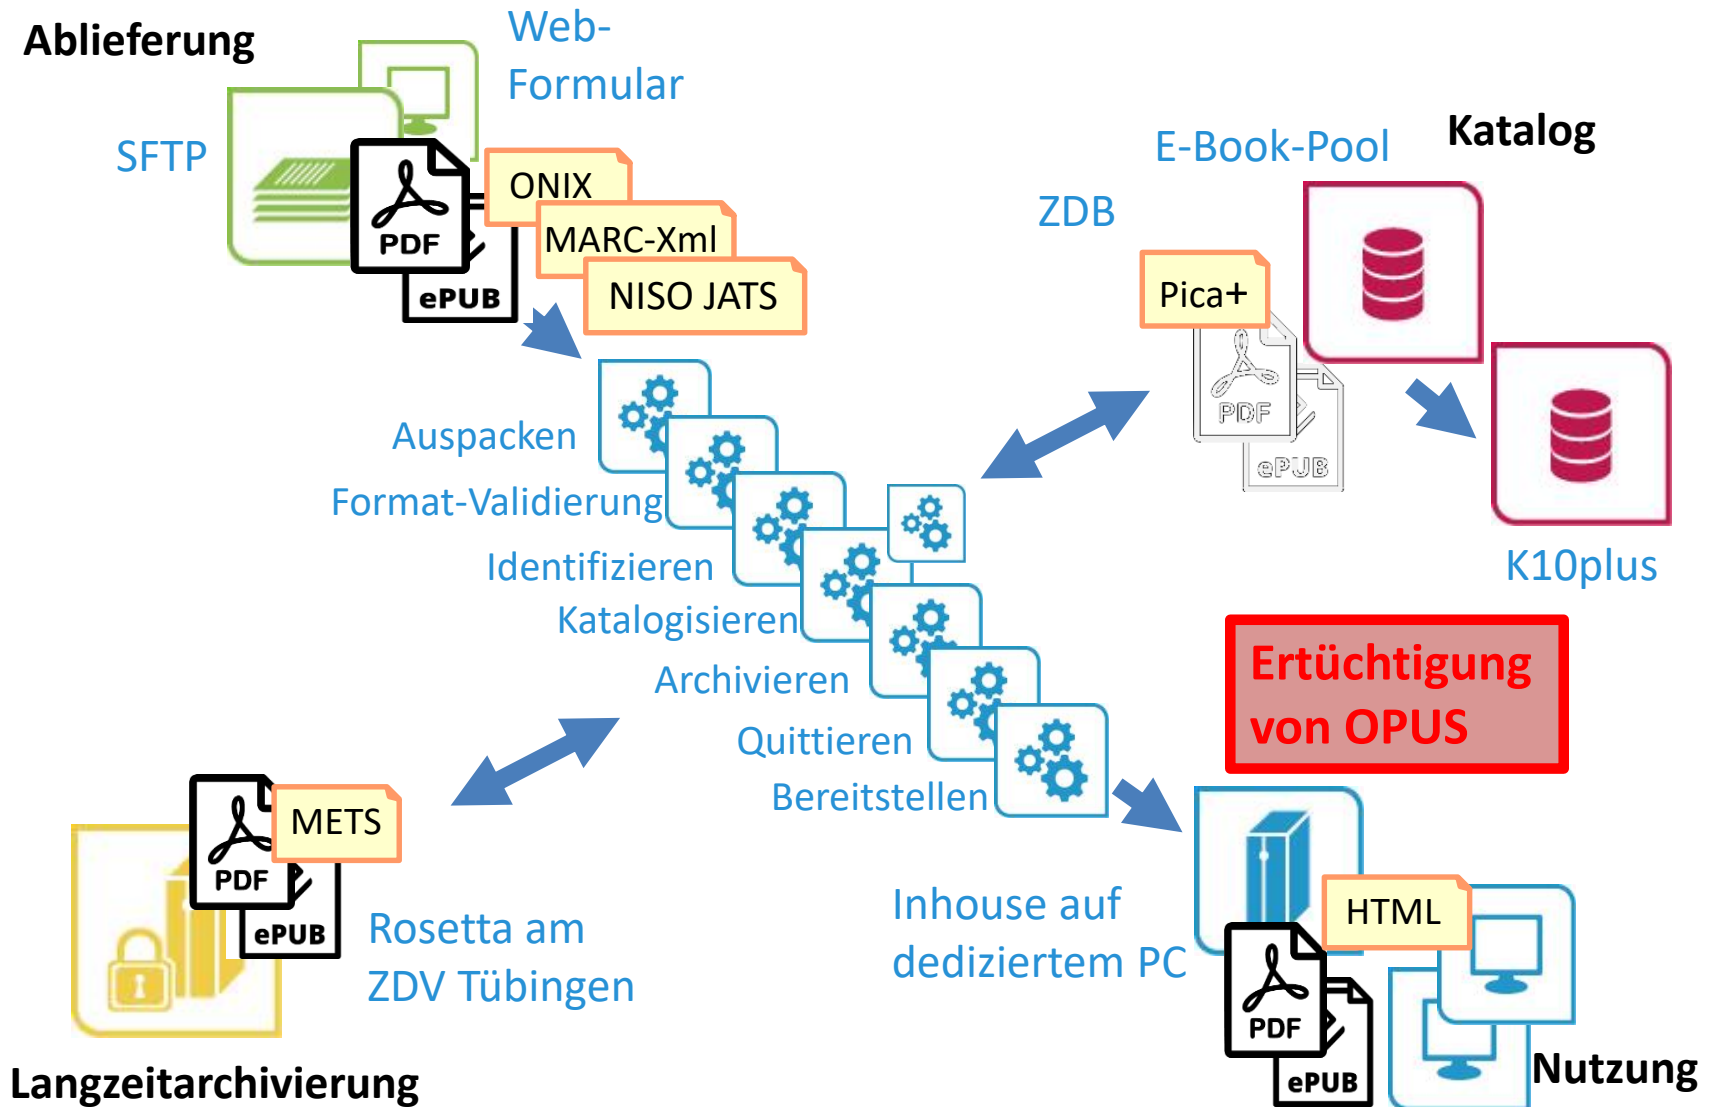 Ablieferung
Web-
Formular
SFTP
PDF
ePUB
ONIX
MARC-Xml
NISO JATS
E-Book-Pool
Katalog
ZDB
Pica+
PDF
ePUB
K10plus
Auspacken
Format-Validierung
Identifizieren
Katalogisieren
Archivieren
Quittieren
Bereitstellen
Ertüchtigung
von OPUS
METS
PDF
ePUB
Rosetta am
ZDV Tübingen
Langzeitarchivierung
Inhouse auf
dediziertem PC
HTML
PDF
ePUB
Nutzung